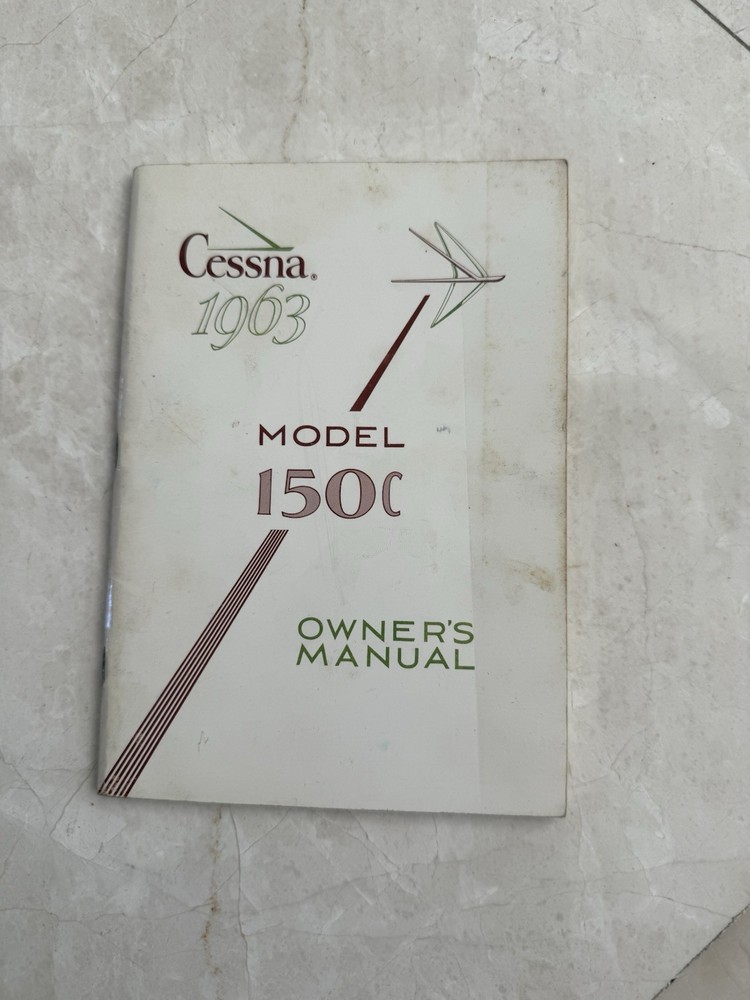 Cessna®
1963
MODEL
150C
OWNER'S
MANUAL